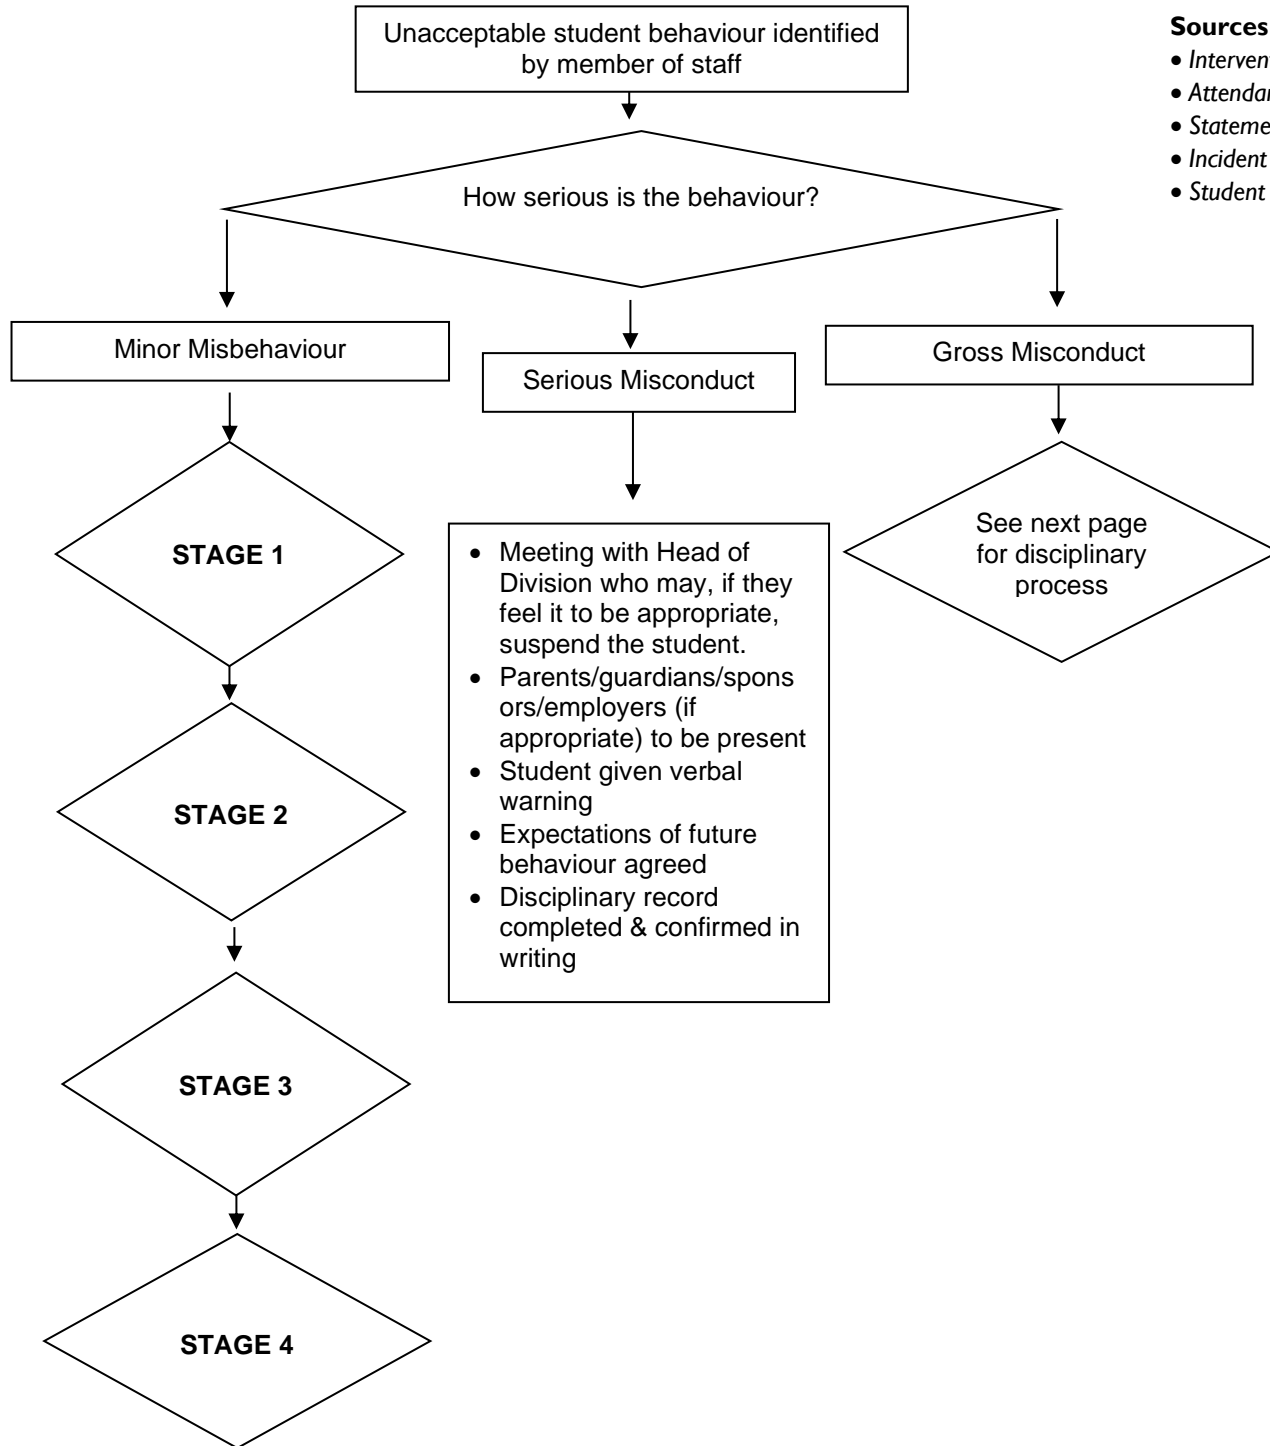 Unacceptable student behaviour identified
by member of staff
Sources
•
•
•
• Incident
• Student
How serious is the behaviour?
Minor Misbehaviour
Serious Misconduct
Gross Misconduct
STAGE 1
STAGE 2
STAGE 3
STAGE 4
• Meeting with Head of
Division who may, if they
feel it to be appropriate,
suspend the student.
• Parents/guardians/spons
ors/employers (if
appropriate) to be present
• Student given verbal
warning
• Expectations of future
behaviour agreed
• Disciplinary record
completed & confirmed in
writing
See next page
for disciplinary
process